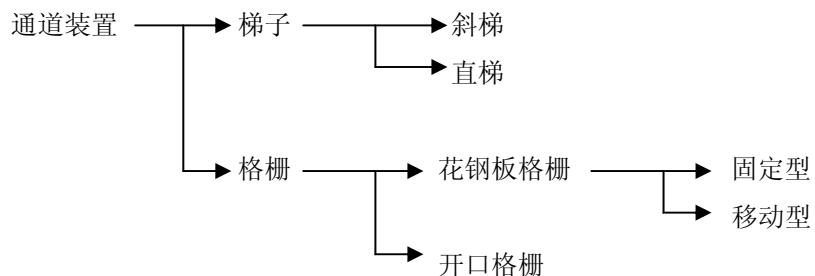 通道装置 梯子 斜梯
直梯
格栅 花钢板格栅 固定型
移动型
开口格栅